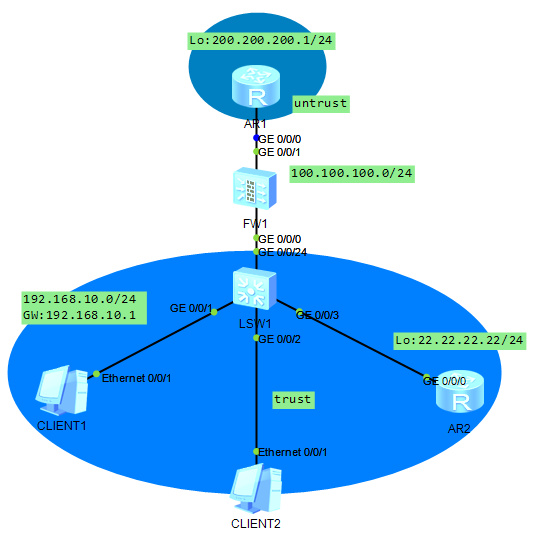 Lo:200.200.200.1/24
R
untrust
AR1
GE 0/0/0
GE 0/0/1
100.100.100.0/24
FW1
GE 0/0/0
GE 0/0/24
192.168.10.0/24
GW:192.168.10.1
GE 0/0/1
LSW1
GE 0/0/3
GE 0/0/2
Lo:22.22.22.22/24
Ethernet 0/0/1
GE 0/0/0
R
trust
CLIENT1
AR2
Ethernet 0/0/1
CLIENT2